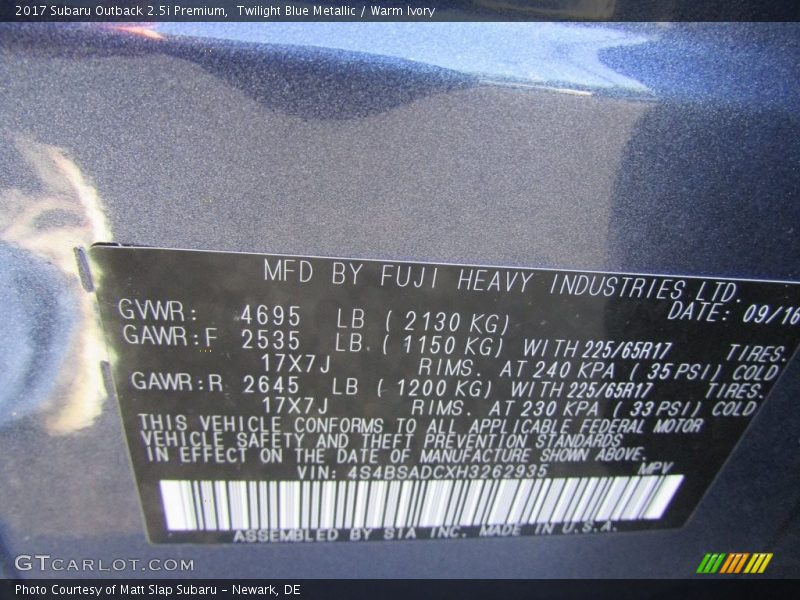 2017 Subaru Outback 2.5i Premium, Twilight Blue Metallic / Warm Ivory
MFD BY FUJI HEAVY INDUSTRIES LTD.
GVWR: 4695 LB ( 2130 KG) DATE: 09/16
GAWR:F 2535 LB. ( 1150 KG) WITH 225/65R17 TIRES.
17X7J RIMS. AT 240 KPA ( 35 PSI) COLD
GAWR:R 2645 LB ( 1200 KG) WITH 225/65R17 TIRES.
17X7J RIMS. AT 230 KPA ( 33 PSI) COLD
THIS VEHICLE CONFORMS TO ALL APPLICABLE FEDERAL MOTOR
VEHICLE SAFETY AND THEFT PREVENTION STANDARDS
IN EFFECT ON THE DATE OF MANUFACTURE SHOWN ABOVE.
VIN: 4S4BSADCXH3262935 MPV
ASSEMBLED BY SIA INC. MADE IN U.S.A.
GTCARLOT.COM
Photo Courtesy of Matt Slap Subaru - Newark, DE